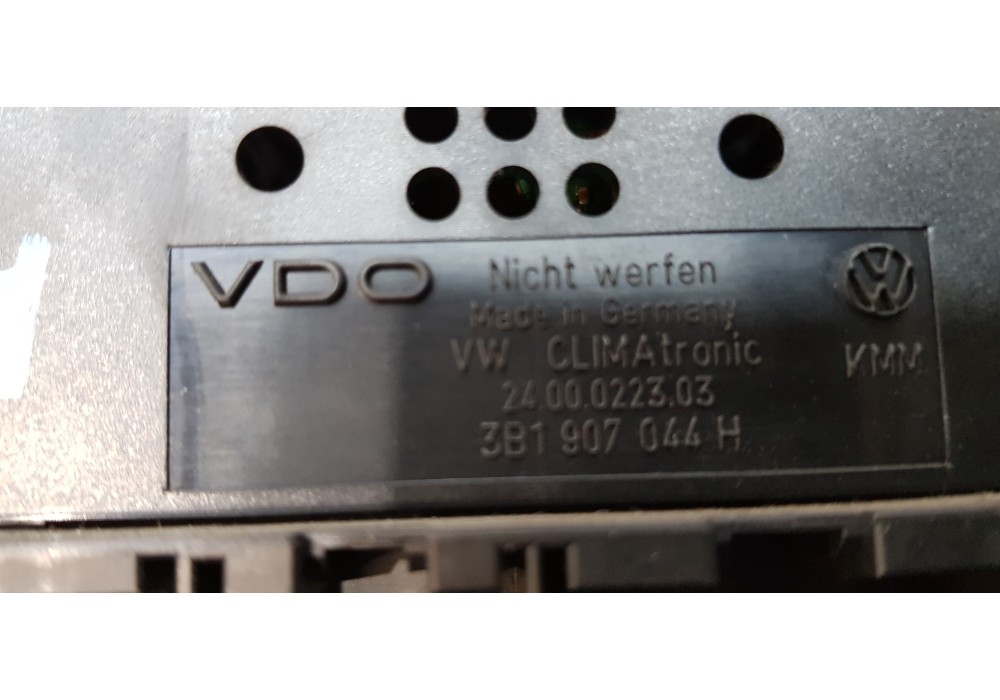 VDO Nicht werfen
Made in Germany
VW CLIMAtronic KMM
24.00.0223.03
3B1 907 044 H